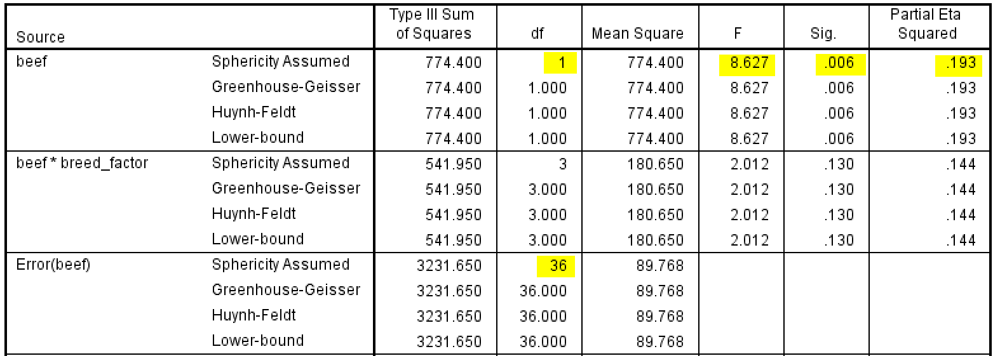 Source Type III Sum of Squares df Mean Square F Sig. Partial Eta Squared
beef Sphericity Assumed 774.400 1 774.400 8.627 .006 .193
Greenhouse-Geisser 774.400 1.000 774.400 8.627 .006 .193
Huynh-Feldt 774.400 1.000 774.400 8.627 .006 .193
Lower-bound 774.400 1.000 774.400 8.627 .006 .193
beef * breed_factor Sphericity Assumed 541.950 3 180.650 2.012 .130 .144
Greenhouse-Geisser 541.950 3.000 180.650 2.012 .130 .144
Huynh-Feldt 541.950 3.000 180.650 2.012 .130 .144
Lower-bound 541.950 3.000 180.650 2.012 .130 .144
Error(beef) Sphericity Assumed 3231.650 36 89.768
Greenhouse-Geisser 3231.650 36.000 89.768
Huynh-Feldt 3231.650 36.000 89.768
Lower-bound 3231.650 36.000 89.768